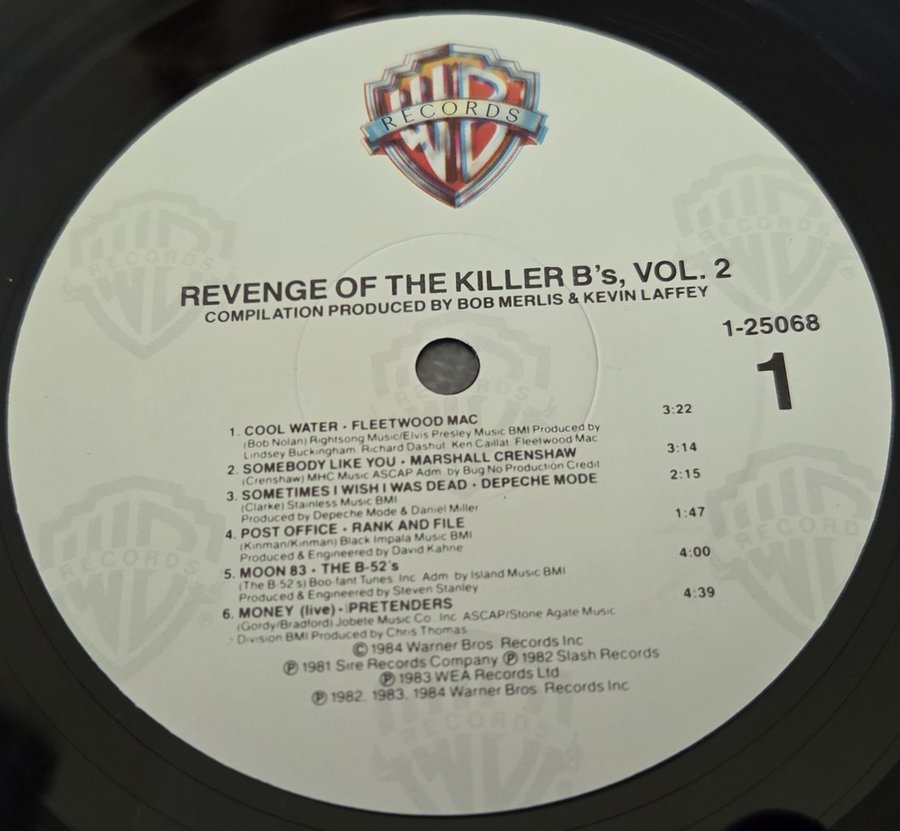 WB
RECORDS
REVENGE OF THE KILLER B's, VOL. 2
COMPILATION PRODUCED BY BOB MERLIS & KEVIN LAFFEY
1-25068
1
1. COOL WATER • FLEETWOOD MAC 3:22
(Bob Nolan) Rightsong Music/Elvis Presley Music BMI Produced by
Lindsey Buckingham, Richard Dashut, Ken Caillat, Fleetwood Mac
2. SOMEBODY LIKE YOU • MARSHALL CRENSHAW 3:14
(Crenshaw) MHC Music ASCAP Adm. by Bug No Production Credit
3. SOMETIMES I WISH I WAS DEAD • DEPECHE MODE 2:15
(Clarke) Stainless Music BMI
Produced by Depeche Mode & Daniel Miller
4. POST OFFICE • RANK AND FILE 1:47
(Kinman/Kinman) Black Impala Music BMI
Produced & Engineered by David Kahne
5. MOON 83 • THE B-52's 4:00
(The B-52's) Boo-fant Tunes, Inc. Adm. by Island Music BMI
Produced & Engineered by Steven Stanley
6. MONEY (live) • PRETENDERS 4:39
(Gordy/Bradford) Jobete Music Co. Inc. ASCAP/Stone Agate Music
Division BMI Produced by Chris Thomas
© 1984 Warner Bros. Records Inc.
℗ 1981 Sire Records Company ℗ 1982 Slash Records
℗ 1983 WEA Records Ltd.
℗ 1982, 1983, 1984 Warner Bros. Records Inc.